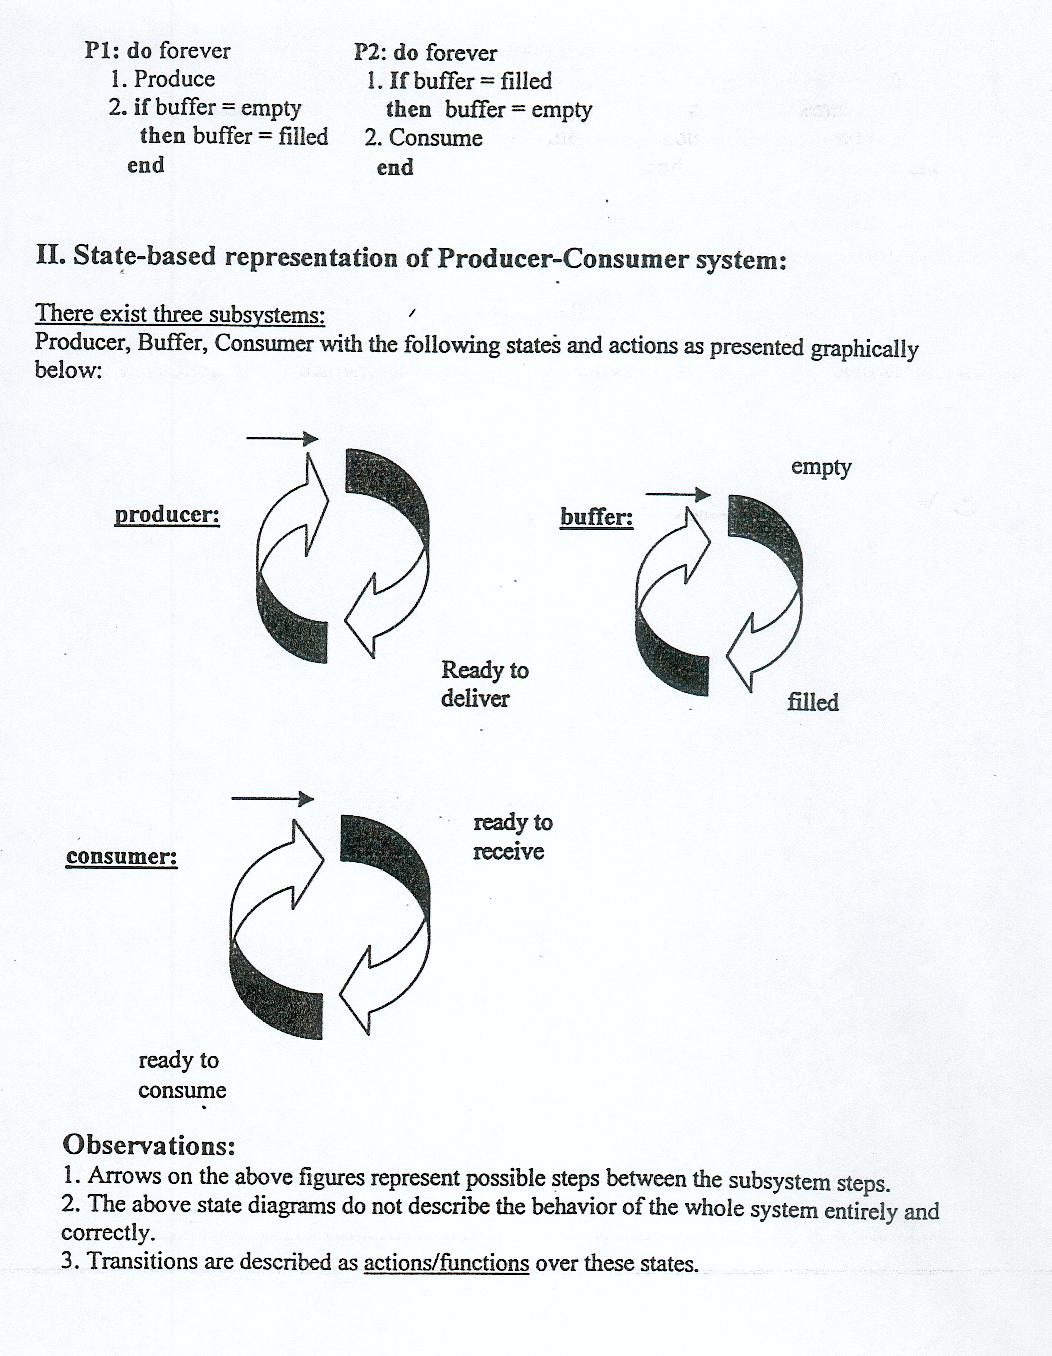 P1: do forever
1. Produce
2. if buffer = empty
then buffer = filled
end
P2: do forever
1. If buffer = filled
then buffer = empty
2. Consume
end
II. State-based representation of Producer-Consumer system:
There exist three subsystems:
Producer, Buffer, Consumer with the following states and actions as presented graphically
below:
producer:
Ready to
deliver
buffer:
empty
filled
consumer:
ready to
receive
ready to
consume
Observations:
1. Arrows on the above figures represent possible steps between the subsystem steps.
2. The above state diagrams do not describe the behavior of the whole system entirely and
correctly.
3. Transitions are described as actions/functions over these states.